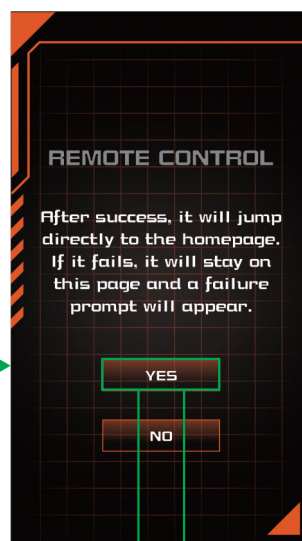 REMOTE CONTROL
After success, it will jump
directly to the homepage.
If it fails, it will stay on
this page and a failure
prompt will appear.
YES
NO